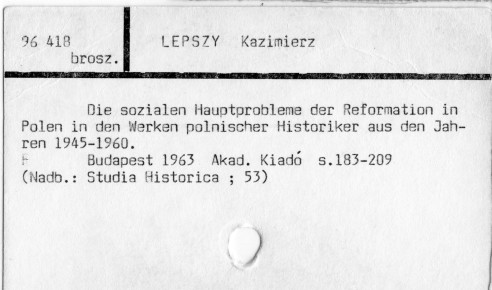 96 418 LEPSZY Kazimierz
brosz.
Die sozialen Hauptprobleme der Reformation in
Polen in den Werken polnischer Historiker aus den Jah-
ren 1945-1960.
Budapest 1963 Akad. Kiadó s.183-209
(Nadb.: Studia Historica ; 53)